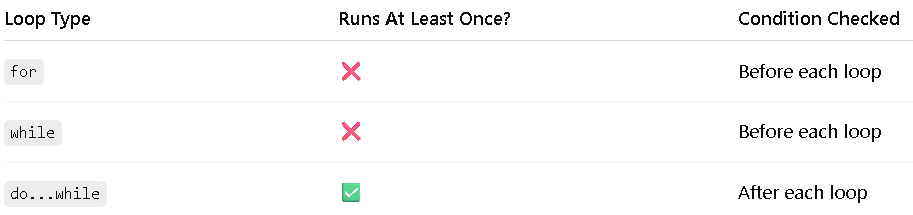 Loop Type Runs At Least Once? Condition Checked
for ❌ Before each loop
while ❌ Before each loop
do...while ✅ After each loop